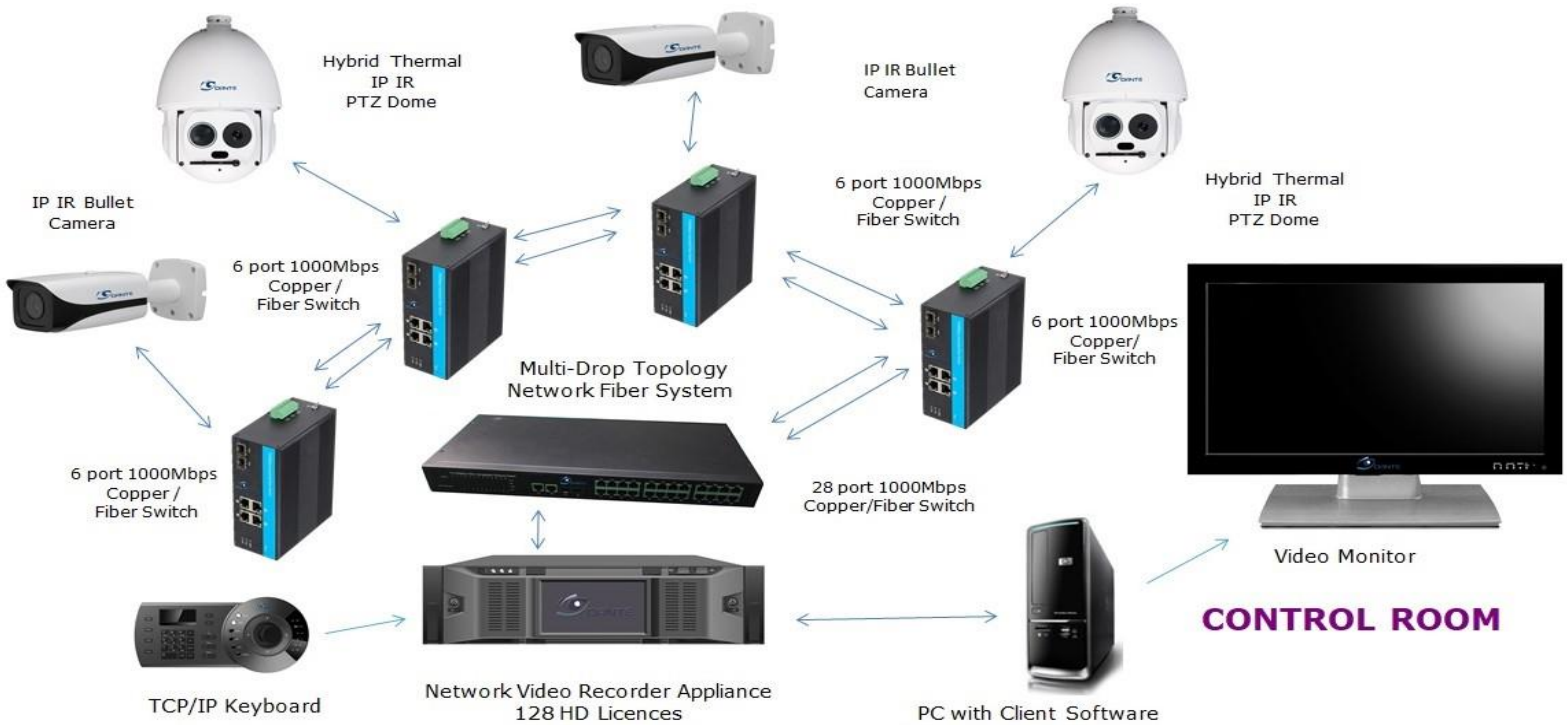 Hybrid Thermal
IP IR
PTZ Dome
IP IR Bullet
Camera
6 port 1000Mbps
Copper /
Fiber Switch
Hybrid Thermal
IP IR
PTZ Dome
IP IR Bullet
Camera
6 port 1000Mbps
Copper /
Fiber Switch
6 port 1000Mbps
Copper/
Fiber Switch
Multi-Drop Topology
Network Fiber System
6 port 1000Mbps
Copper /
Fiber Switch
28 port 1000Mbps
Copper/Fiber Switch
Video Monitor
CONTROL ROOM
TCP/IP Keyboard
Network Video Recorder Appliance
128 HD Licences
PC with Client Software